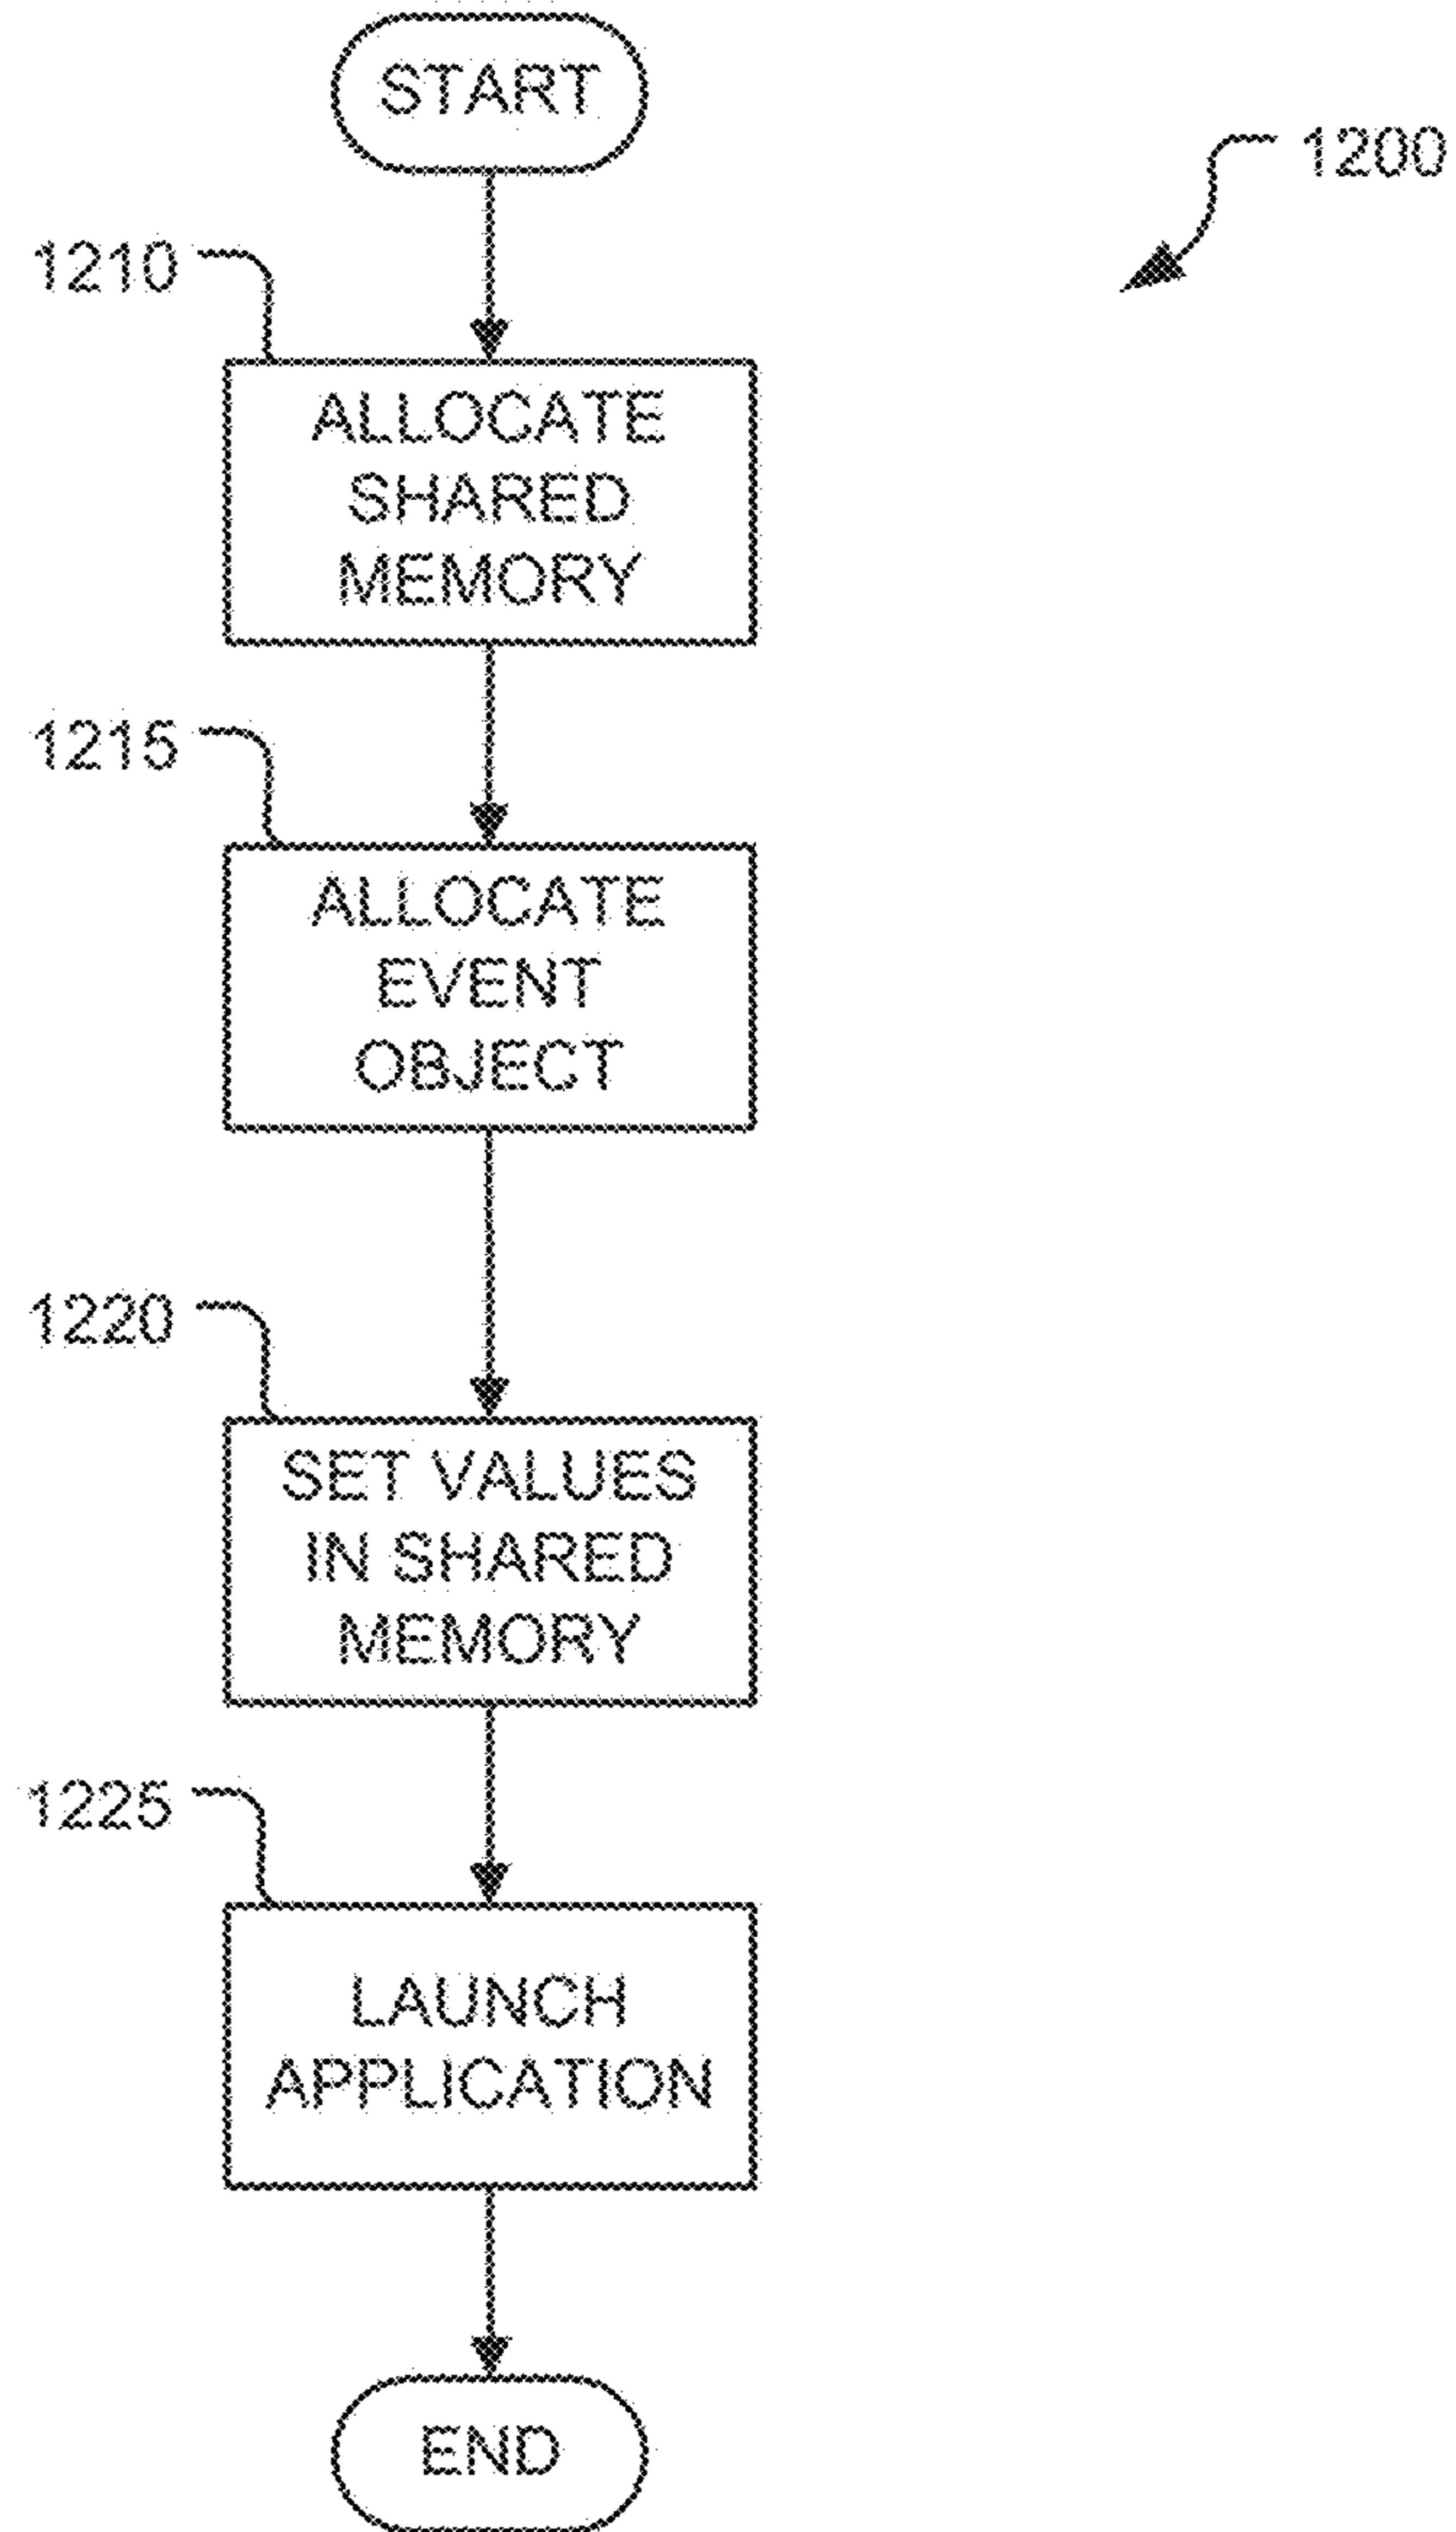 START
1200
1210
ALLOCATE
SHARED
MEMORY
1215
ALLOCATE
EVENT
OBJECT
1220
SET VALUES
IN SHARED
MEMORY
1225
LAUNCH
APPLICATION
END